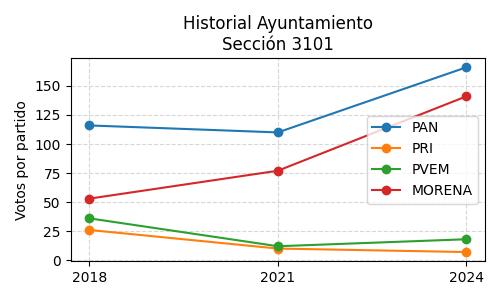 Historial Ayuntamiento
Sección 3101
Votos por partido
150
125
100
75
50
25
0
2018
2021
2024
PAN
PRI
PVEM
MORENA